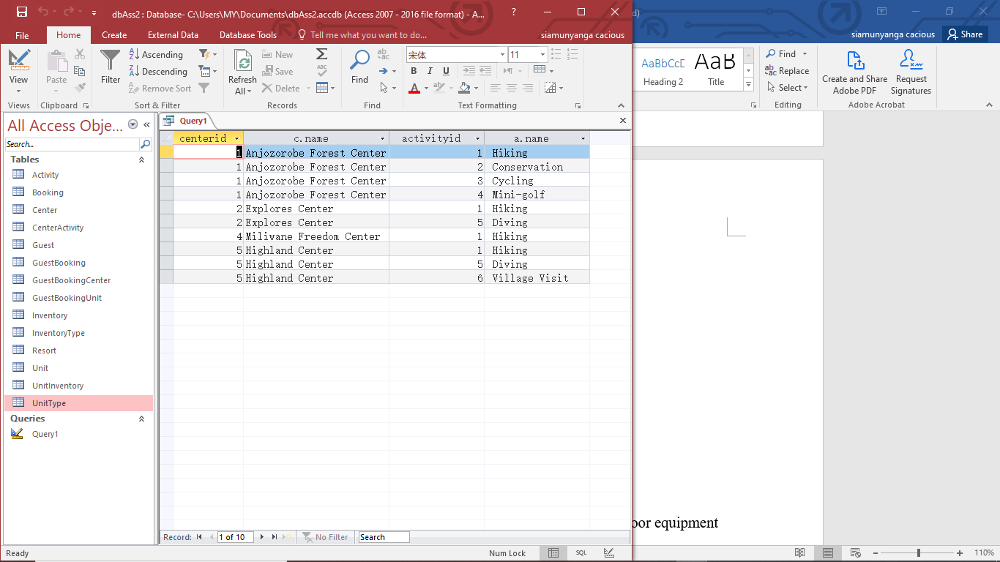 dbAss2 : Database- C:\Users\MY\Documents\dbAss2.accdb (Access 2007 - 2016 file format) - A... ?
d)
File Home Create External Data Database Tools Tell me what you want to do... siamunyanga cacious
siamunyanga cacious Share
View
Views
Paste
Clipboard
Filter
Ascending
Descending
Remove Sort
Sort & Filter
Refresh
All
New
Save
Delete
Records
Find
Find
宋体 11
B I U
A
Text Formatting
AaBbCcD AaB
Heading 2 Title
Find
Replace
Select
Editing
Create and Share
Adobe PDF
Request
Signatures
Adobe Acrobat
All Access Obje...
Search...
Tables
Activity
Booking
Center
CenterActivity
Guest
GuestBooking
GuestBookingCenter
GuestBookingUnit
Inventory
InventoryType
Resort
Unit
UnitInventory
UnitType
Queries
Query1
Query1
centerid c.name activityid a.name
1 Anjozorobe Forest Center 1 Hiking
1 Anjozorobe Forest Center 2 Conservation
1 Anjozorobe Forest Center 3 Cycling
1 Anjozorobe Forest Center 4 Mini-golf
2 Explores Center 1 Hiking
2 Explores Center 5 Diving
4 Miliwane Freedom Center 1 Hiking
5 Highland Center 1 Hiking
5 Highland Center 5 Diving
5 Highland Center 6 Village Visit
oor equipment
Record: 1 of 10 No Filter Search
Ready Num Lock SQL
110%